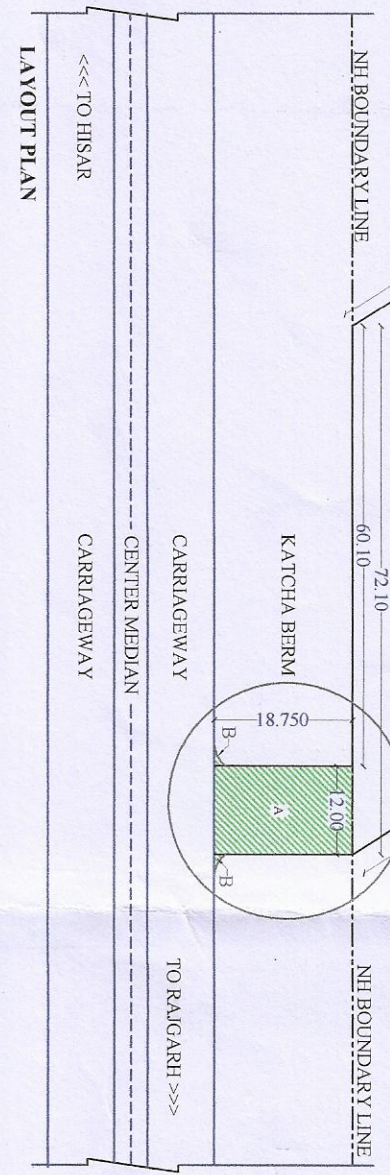 NH BOUNDARY LINE
72.10
60.10
NH BOUNDARY LINE
KATCHA BERM
18.750
12.00
A
B
B
CARRIAGEWAY
TO RAJGARH >>>
CENTER MEDIAN
<<< TO HISAR
CARRIAGEWAY
LAYOUT PLAN